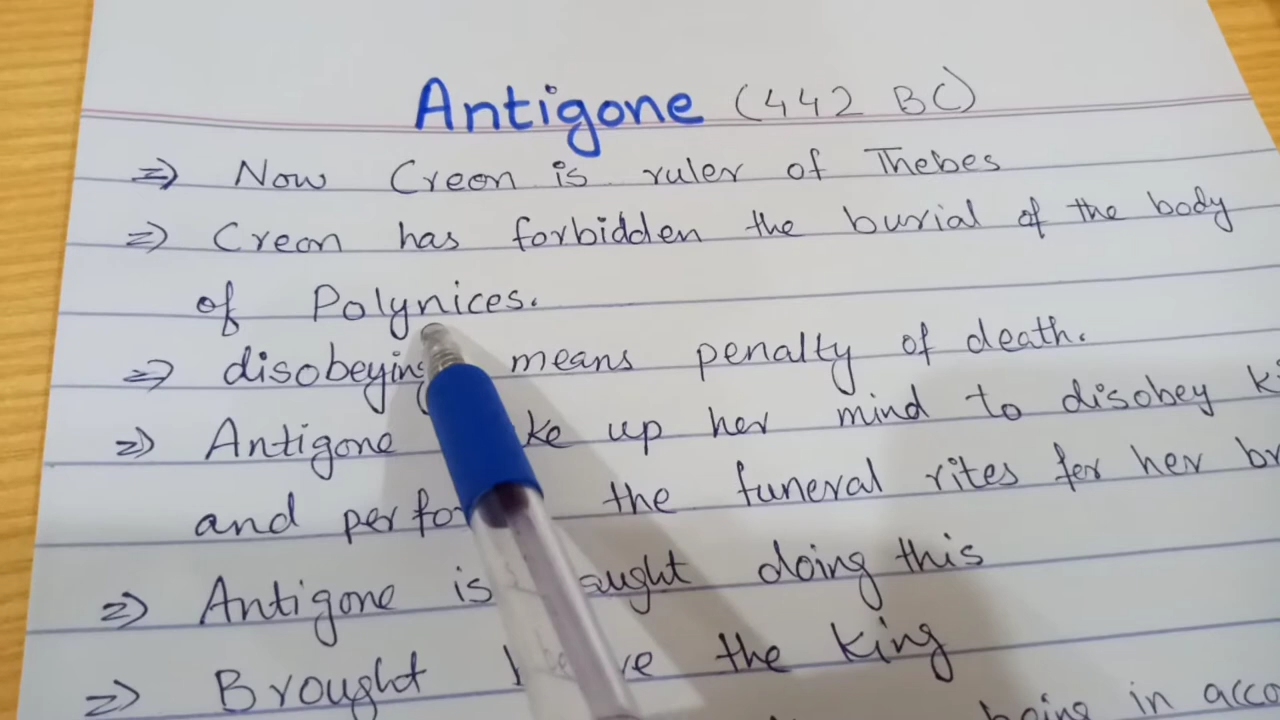 Antigone (442 BC)
=> Now Creon is ruler of Thebes
=> Creon has forbidden the burial of the body
of Polynices.
=> disobeying means penalty of death.
=> Antigone up her mind to disobey
and the funeral rites for her
=> Antigone is doing this
=> Brought the king
being in